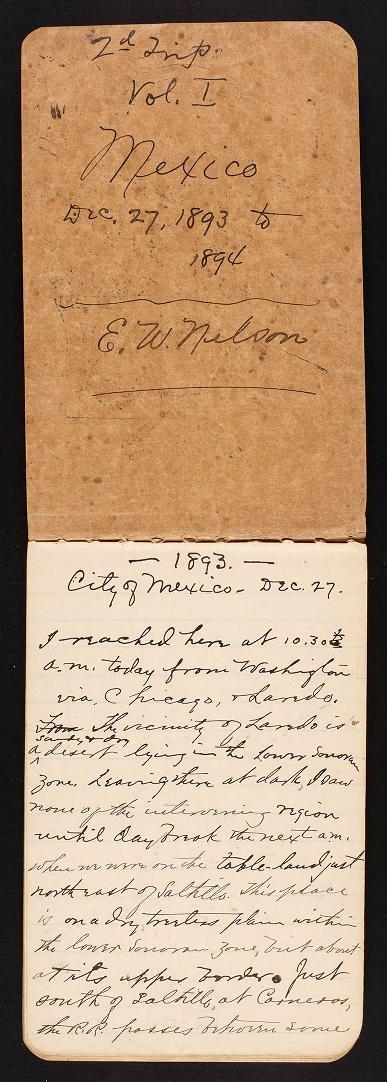 2d Trip.
Vol. I
Mexico
Dec. 27, 1893 to
1894
E. W. Nelson
— 1893. —
City of Mexico - Dec. 27.
I reached here at 10.30
a.m. today from Washington
via. Chicago, & Laredo.
The vicinity of Laredo is
sandy & dry
a desert lying in the Lower Sonoran
zone. Leaving there at dark, I saw
none of the intervening region
until daybreak the next a.m.
when we were on the table-land just
northeast of Saltillo. This place
is on a dry treeless plain within
the lower Sonoran zone, but about
at its upper border. Just
south of Saltillo, at Carneros,
the R.R. passes between some